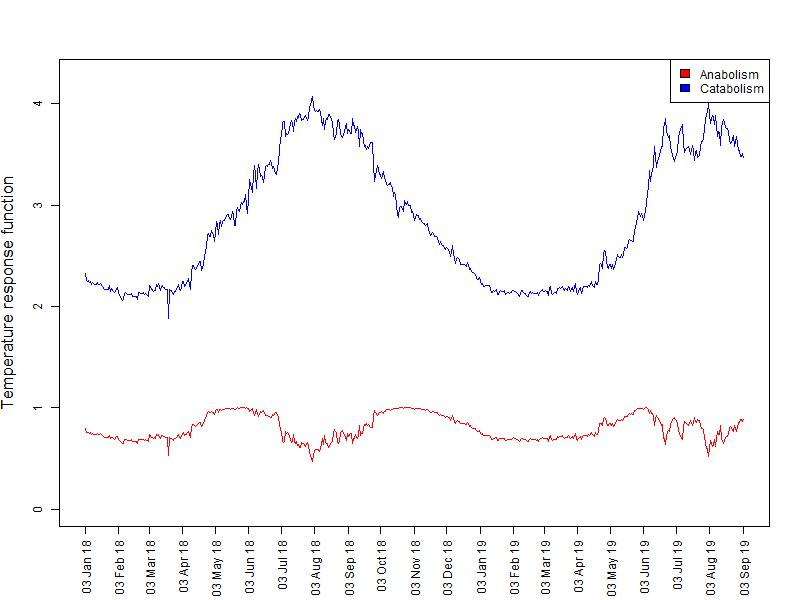 Anabolism
Catabolism
Temperature response function
4
3
2
1
0
03 Jan 18
03 Feb 18
03 Mar 18
03 Apr 18
03 May 18
03 Jun 18
03 Jul 18
03 Aug 18
03 Sep 18
03 Oct 18
03 Nov 18
03 Dec 18
03 Jan 19
03 Feb 19
03 Mar 19
03 Apr 19
03 May 19
03 Jun 19
03 Jul 19
03 Aug 19
03 Sep 19